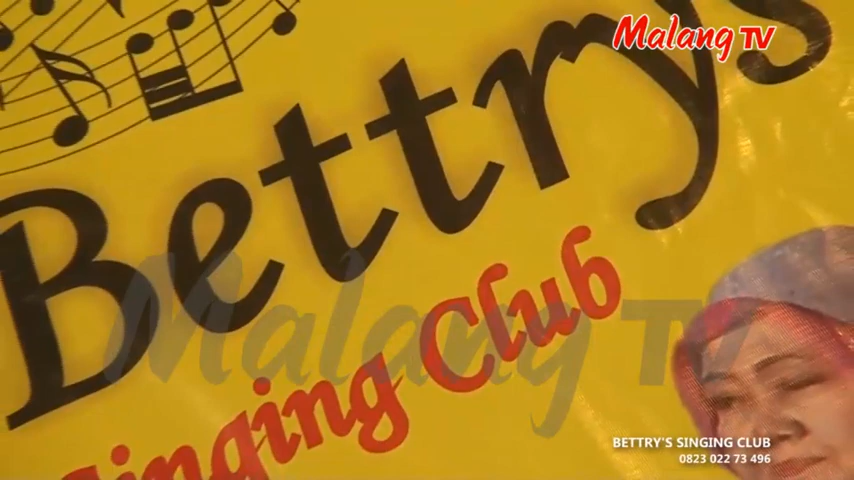 Malang TV
Bettrys
Singing Club
Malang TV
BETTRY'S SINGING CLUB
0823 022 73 496